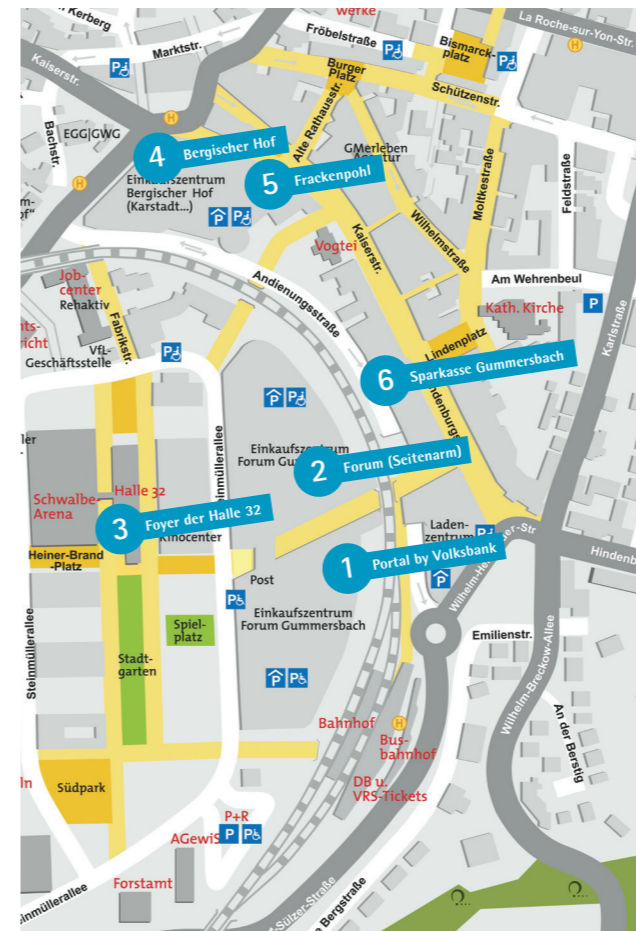 Kerberg
Werke
La Roche-sur-Yon-Str.
Fröbelstraße
Marktstr.
Bismarck-
platz
Kaiserstr.
Burger
Platz
Schützenstr.
Bachstr.
EGG|GWG
Alte Rathausstr.
GMerleben
4 Bergischer Hof
Einkaufszentrum
Bergischer Hof
(Karstadt...)
5 Frackenpohl
Moltkestraße
Feldstraße
Wilhelmstraße
Kaiserstr.
Vogtei
Andienungsstraße
Am Wehrenbeul
Karlstraße
Job-
center
Rehaktiv
Fabrikstr.
VfL-
Geschäftsstelle
Kath. Kirche
Lindenplatz
6 Sparkasse Gummersbach
Einkaufszentrum
2 Forum (Seitenarm)
Schwalbe-
Arena
Halle 32
3 Foyer der Halle 32
Kinocenter
Heiner-Brand
-Platz
Laden-
zentrum
1 Portal by Volksbank
Post
Einkaufszentrum
Forum Gummersbach
Spiel-
platz
Stadt-
garten
Steinmüllerallee
Emilienstr.
Wilhelm-Breckow-Allee
An der Berstig
Bahnhof
Bus-
bahnhof
DB u.
VRS-Tickets
Südpark
P+R
AGewiS
Forstamt
Bergstraße